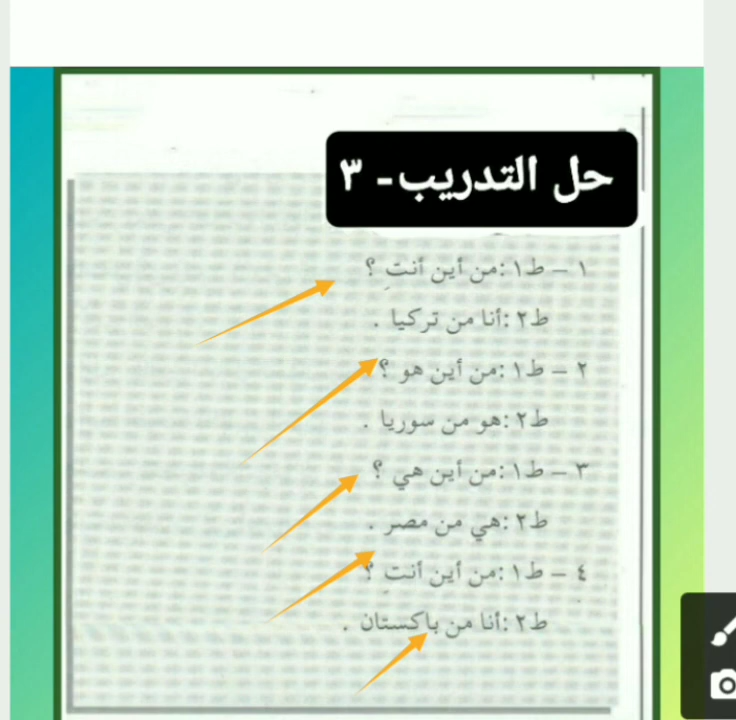 حل التدريب- ٣
١ – ط١ :من أين أنتِ ؟
ط٢ :أنا من تركيا .
٢ – ط١ :من أين هو ؟
ط٢ :هو من سوريا .
٣ – ط١ :من أين هي ؟
ط٢ :هي من مصر .
٤ – ط١ :من أين أنتِ ؟
ط٢ :أنا من باكستان .